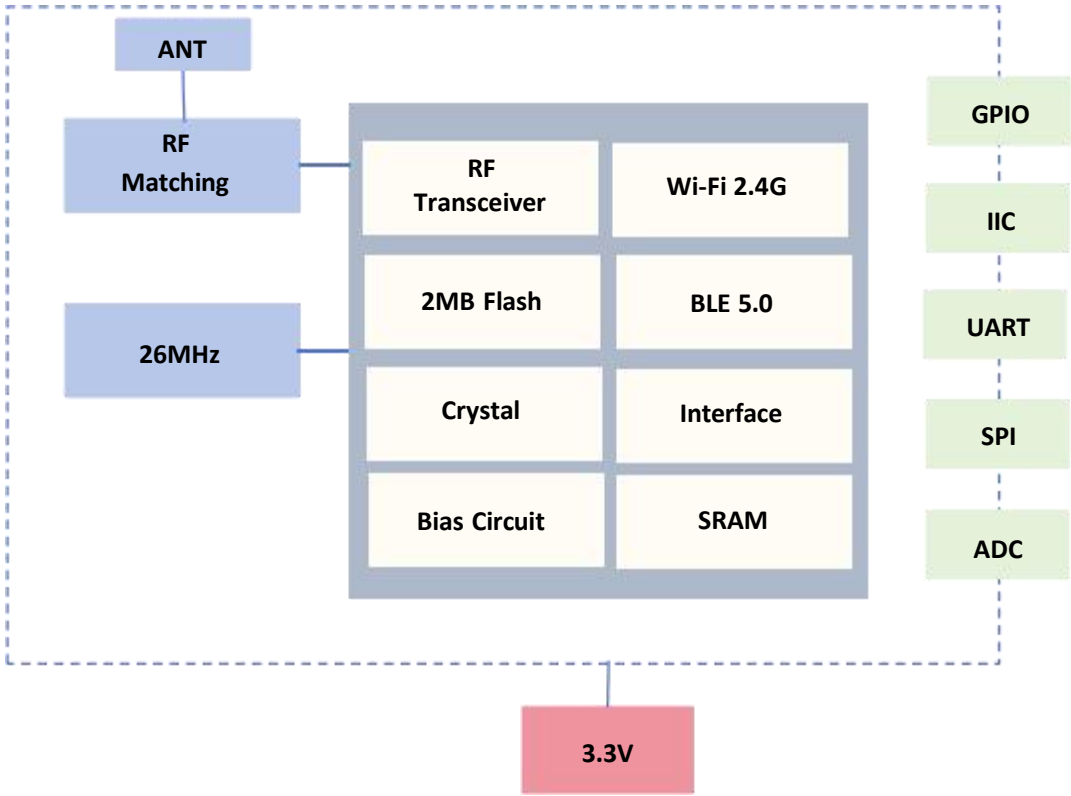 ANT
RF
Matching
26MHz
RF
Transceiver
Wi-Fi 2.4G
2MB Flash
BLE 5.0
Crystal
Interface
Bias Circuit
SRAM
GPIO
IIC
UART
SPI
ADC
3.3V